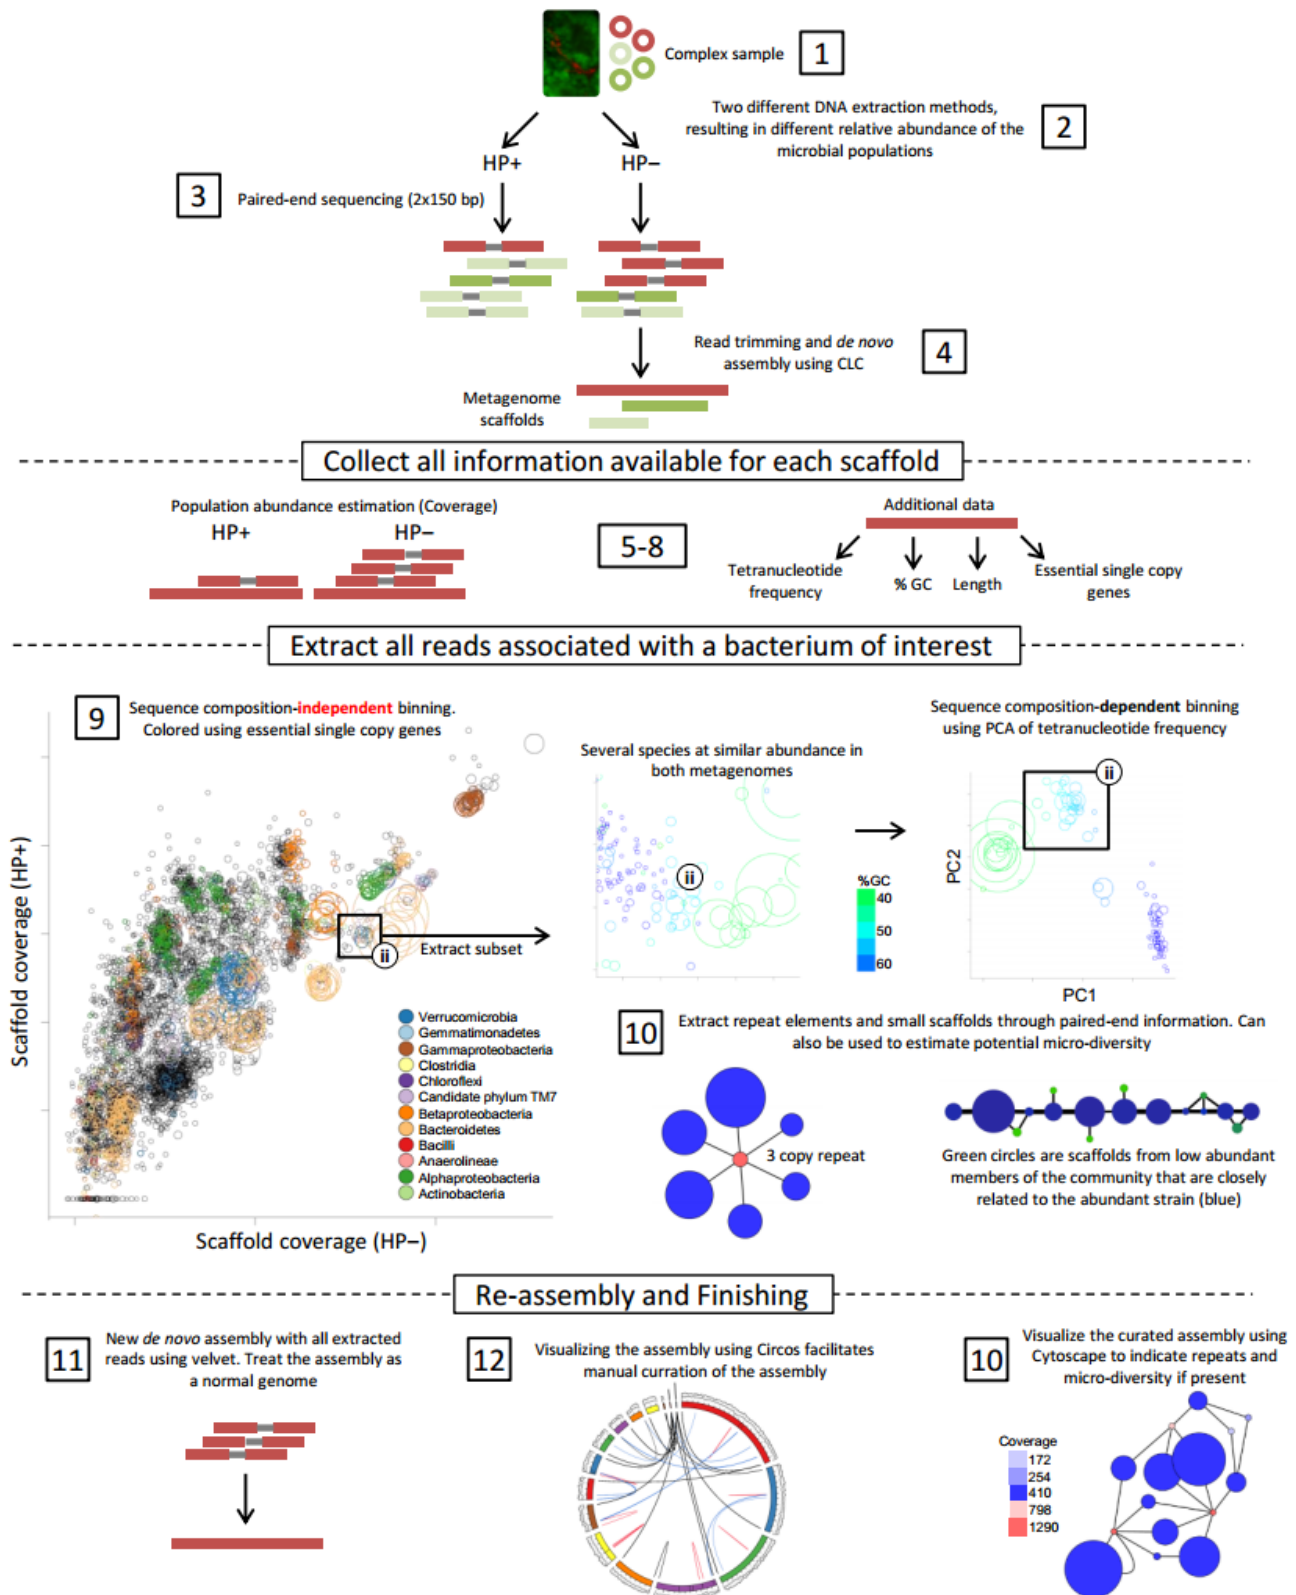 Complex sample
1
Two different DNA extraction methods,
resulting in different relative abundance of the
microbial populations
2
HP+
HP−
3
Paired-end sequencing (2x150 bp)
Read trimming and de novo
assembly using CLC
4
Metagenome
scaffolds
Collect all information available for each scaffold
Population abundance estimation (Coverage)
HP+
HP−
5-8
Additional data
Tetranucleotide
frequency
% GC
Length
Essential single copy
genes
Extract all reads associated with a bacterium of interest
9
Sequence composition-independent binning.
Colored using essential single copy genes
Scaffold coverage (HP+)
Scaffold coverage (HP−)
ii
Extract subset
Verrucomicrobia
Gemmatimonadetes
Gammaproteobacteria
Clostridia
Chloroflexi
Candidate phylum TM7
Betaproteobacteria
Bacteroidetes
Bacilli
Anaerolineae
Alphaproteobacteria
Actinobacteria
Several species at similar abundance in
both metagenomes
ii
%GC
40
50
60
Sequence composition-dependent binning
using PCA of tetranucleotide frequency
ii
PC2
PC1
10
Extract repeat elements and small scaffolds through paired-end information. Can
also be used to estimate potential micro-diversity
3 copy repeat
Green circles are scaffolds from low abundant
members of the community that are closely
related to the abundant strain (blue)
Re-assembly and Finishing
11
New de novo assembly with all extracted
reads using velvet. Treat the assembly as
a normal genome
12
Visualizing the assembly using Circos facilitates
manual curration of the assembly
10
Visualize the curated assembly using
Cytoscape to indicate repeats and
micro-diversity if present
Coverage
172
254
410
798
1290